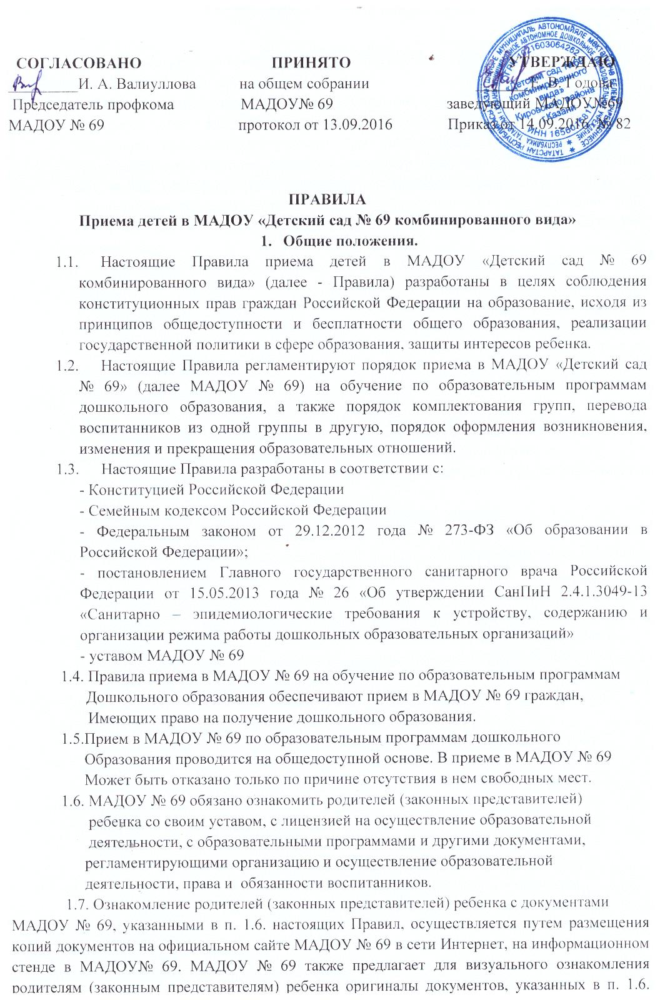 СОГЛАСОВАНО ПРИНЯТО УТВЕРЖДАЮ
И. А. Валиуллова на общем собрании Е. В. Годова
Председатель профкома МАДОУ№ 69 заведующий МАДОУ№69
МАДОУ № 69 протокол от 13.09.2016 Приказ от 14.09.2016 № 82
1021603064262
«Детский сад №69
комбинированного
вида»
Кировского района
г.Казани
ПРАВИЛА
Приема детей в МАДОУ «Детский сад № 69 комбинированного вида»
1. Общие положения.
1.1. Настоящие Правила приема детей в МАДОУ «Детский сад № 69
комбинированного вида» (далее - Правила) разработаны в целях соблюдения
конституционных прав граждан Российской Федерации на образование, исходя из
принципов общедоступности и бесплатности общего образования, реализации
государственной политики в сфере образования, защиты интересов ребенка.
1.2. Настоящие Правила регламентируют порядок приема в МАДОУ «Детский сад
№ 69» (далее МАДОУ № 69) на обучение по образовательным программам
дошкольного образования, а также порядок комплектования групп, перевода
воспитанников из одной группы в другую, порядок оформления возникновения,
изменения и прекращения образовательных отношений.
1.3. Настоящие Правила разработаны в соответствии с:
- Конституцией Российской Федерации
- Семейным кодексом Российской Федерации
- Федеральным законом от 29.12.2012 года № 273-ФЗ «Об образовании в
Российской Федерации»;
- постановлением Главного государственного санитарного врача Российской
Федерации от 15.05.2013 года № 26 «Об утверждении СанПиН 2.4.1.3049-13
«Санитарно – эпидемиологические требования к устройству, содержанию и
организации режима работы дошкольных образовательных организаций»
- уставом МАДОУ № 69
1.4. Правила приема в МАДОУ № 69 на обучение по образовательным программам
Дошкольного образования обеспечивают прием в МАДОУ № 69 граждан,
Имеющих право на получение дошкольного образования.
1.5.Прием в МАДОУ № 69 по образовательным программам дошкольного
Образования проводится на общедоступной основе. В приеме в МАДОУ № 69
Может быть отказано только по причине отсутствия в нем свободных мест.
1.6. МАДОУ № 69 обязано ознакомить родителей (законных представителей)
ребенка со своим уставом, с лицензией на осуществление образовательной
деятельности, с образовательными программами и другими документами,
регламентирующими организацию и осуществление образовательной
деятельности, права и обязанности воспитанников.
1.7. Ознакомление родителей (законных представителей) ребенка с документами
МАДОУ № 69, указанными в п. 1.6. настоящих Правил, осуществляется путем размещения
копий документов на официальном сайте МАДОУ № 69 в сети Интернет, на информационном
стенде в МАДОУ№ 69. МАДОУ № 69 также предлагает для визуального ознакомления
родителям (законным представителям) ребенка оригиналы документов, указанных в п. 1.6.